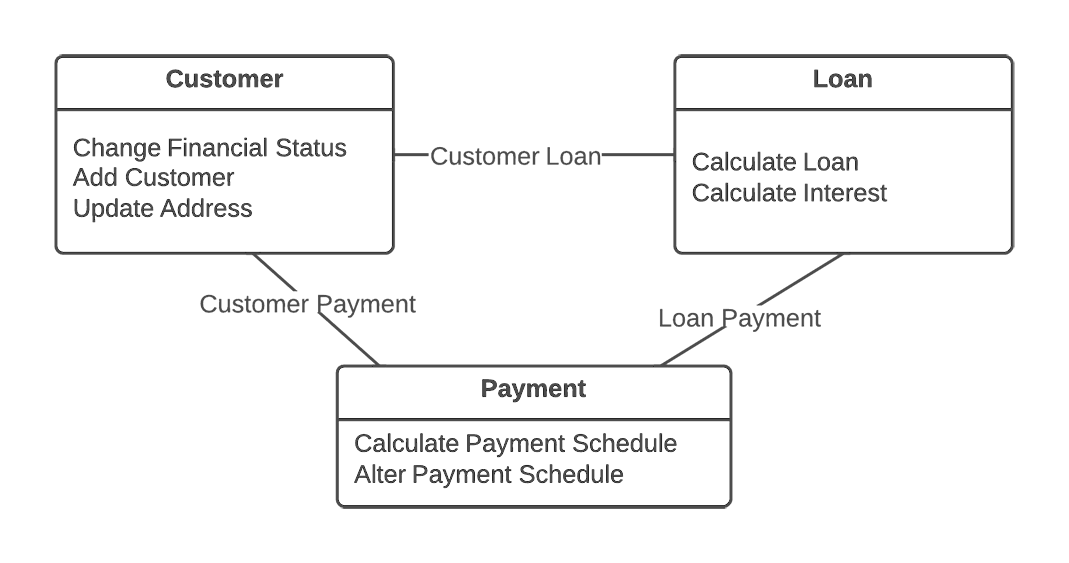 Customer
Change Financial Status
Add Customer
Update Address
Customer Loan
Loan
Calculate Loan
Calculate Interest
Customer Payment
Loan Payment
Payment
Calculate Payment Schedule
Alter Payment Schedule